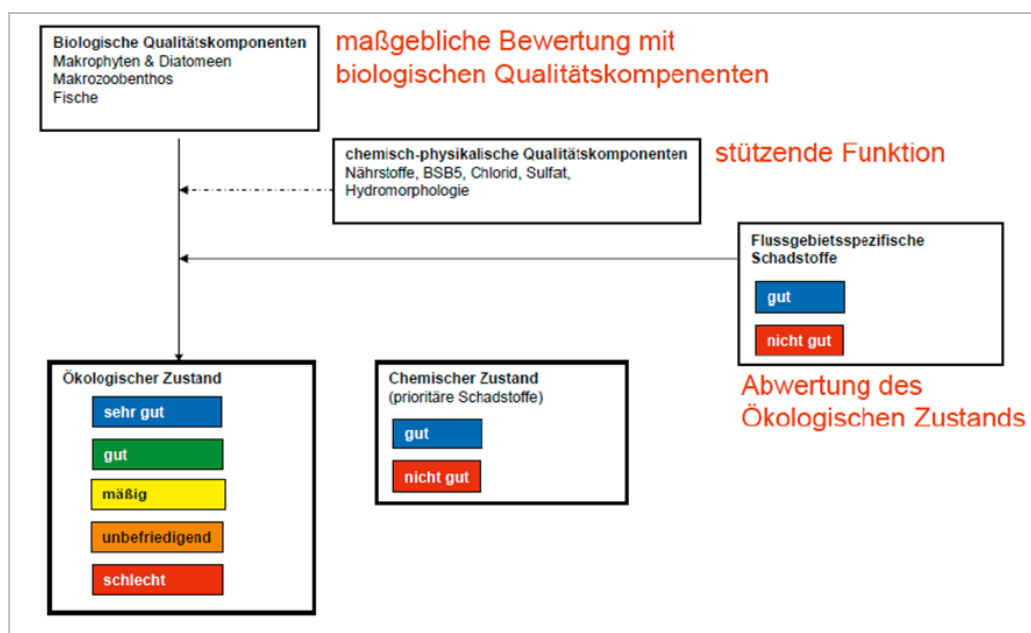 Biologische Qualitätskomponenten
Makrophyten & Diatomeen
Makrozoobenthos
Fische
maßgebliche Bewertung mit
biologischen Qualitätskompenenten
chemisch-physikalische Qualitätskomponenten
Nährstoffe, BSB5, Chlorid, Sulfat,
Hydromorphologie
stützende Funktion
Flussgebietsspezifische
Schadstoffe
gut
nicht gut
Abwertung des
Ökologischen Zustands
Ökologischer Zustand
sehr gut
gut
mäßig
unbefriedigend
schlecht
Chemischer Zustand
(prioritäre Schadstoffe)
gut
nicht gut